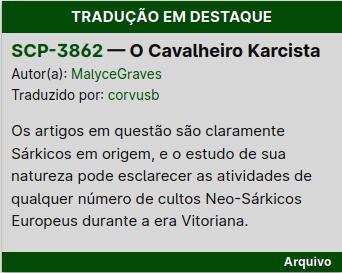 TRADUÇÃO EM DESTAQUE
SCP-3862 — O Cavalheiro Karcista
Autor(a): MalyceGraves
Traduzido por: corvusb
Os artigos em questão são claramente
Sárkicos em origem, e o estudo de sua
natureza pode esclarecer as atividades de
qualquer número de cultos Neo-Sárkicos
Europeus durante a era Vitoriana.
Arquivo